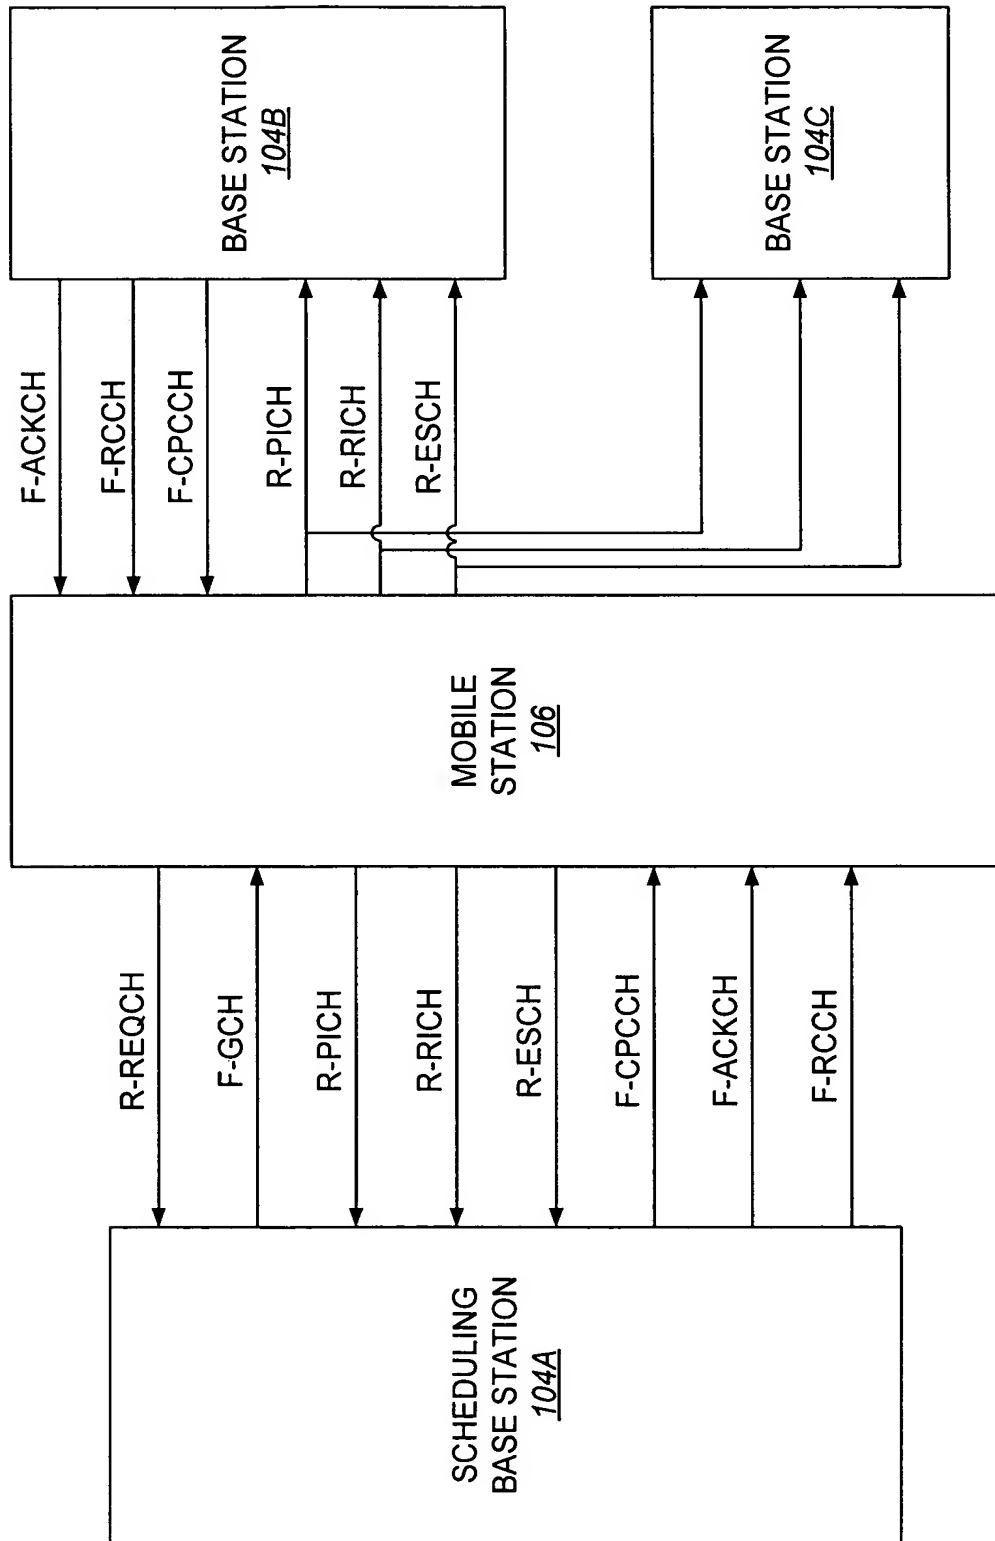 BASE STATION
104B
BASE STATION
104C
F-ACKCH
F-RCCH
F-CPCCH
R-PICH
R-RICH
R-ESCH
MOBILE
STATION
106
R-REQCH
F-GCH
R-PICH
R-RICH
R-ESCH
F-CPCCH
F-ACKCH
F-RCCH
SCHEDULING
BASE STATION
104A